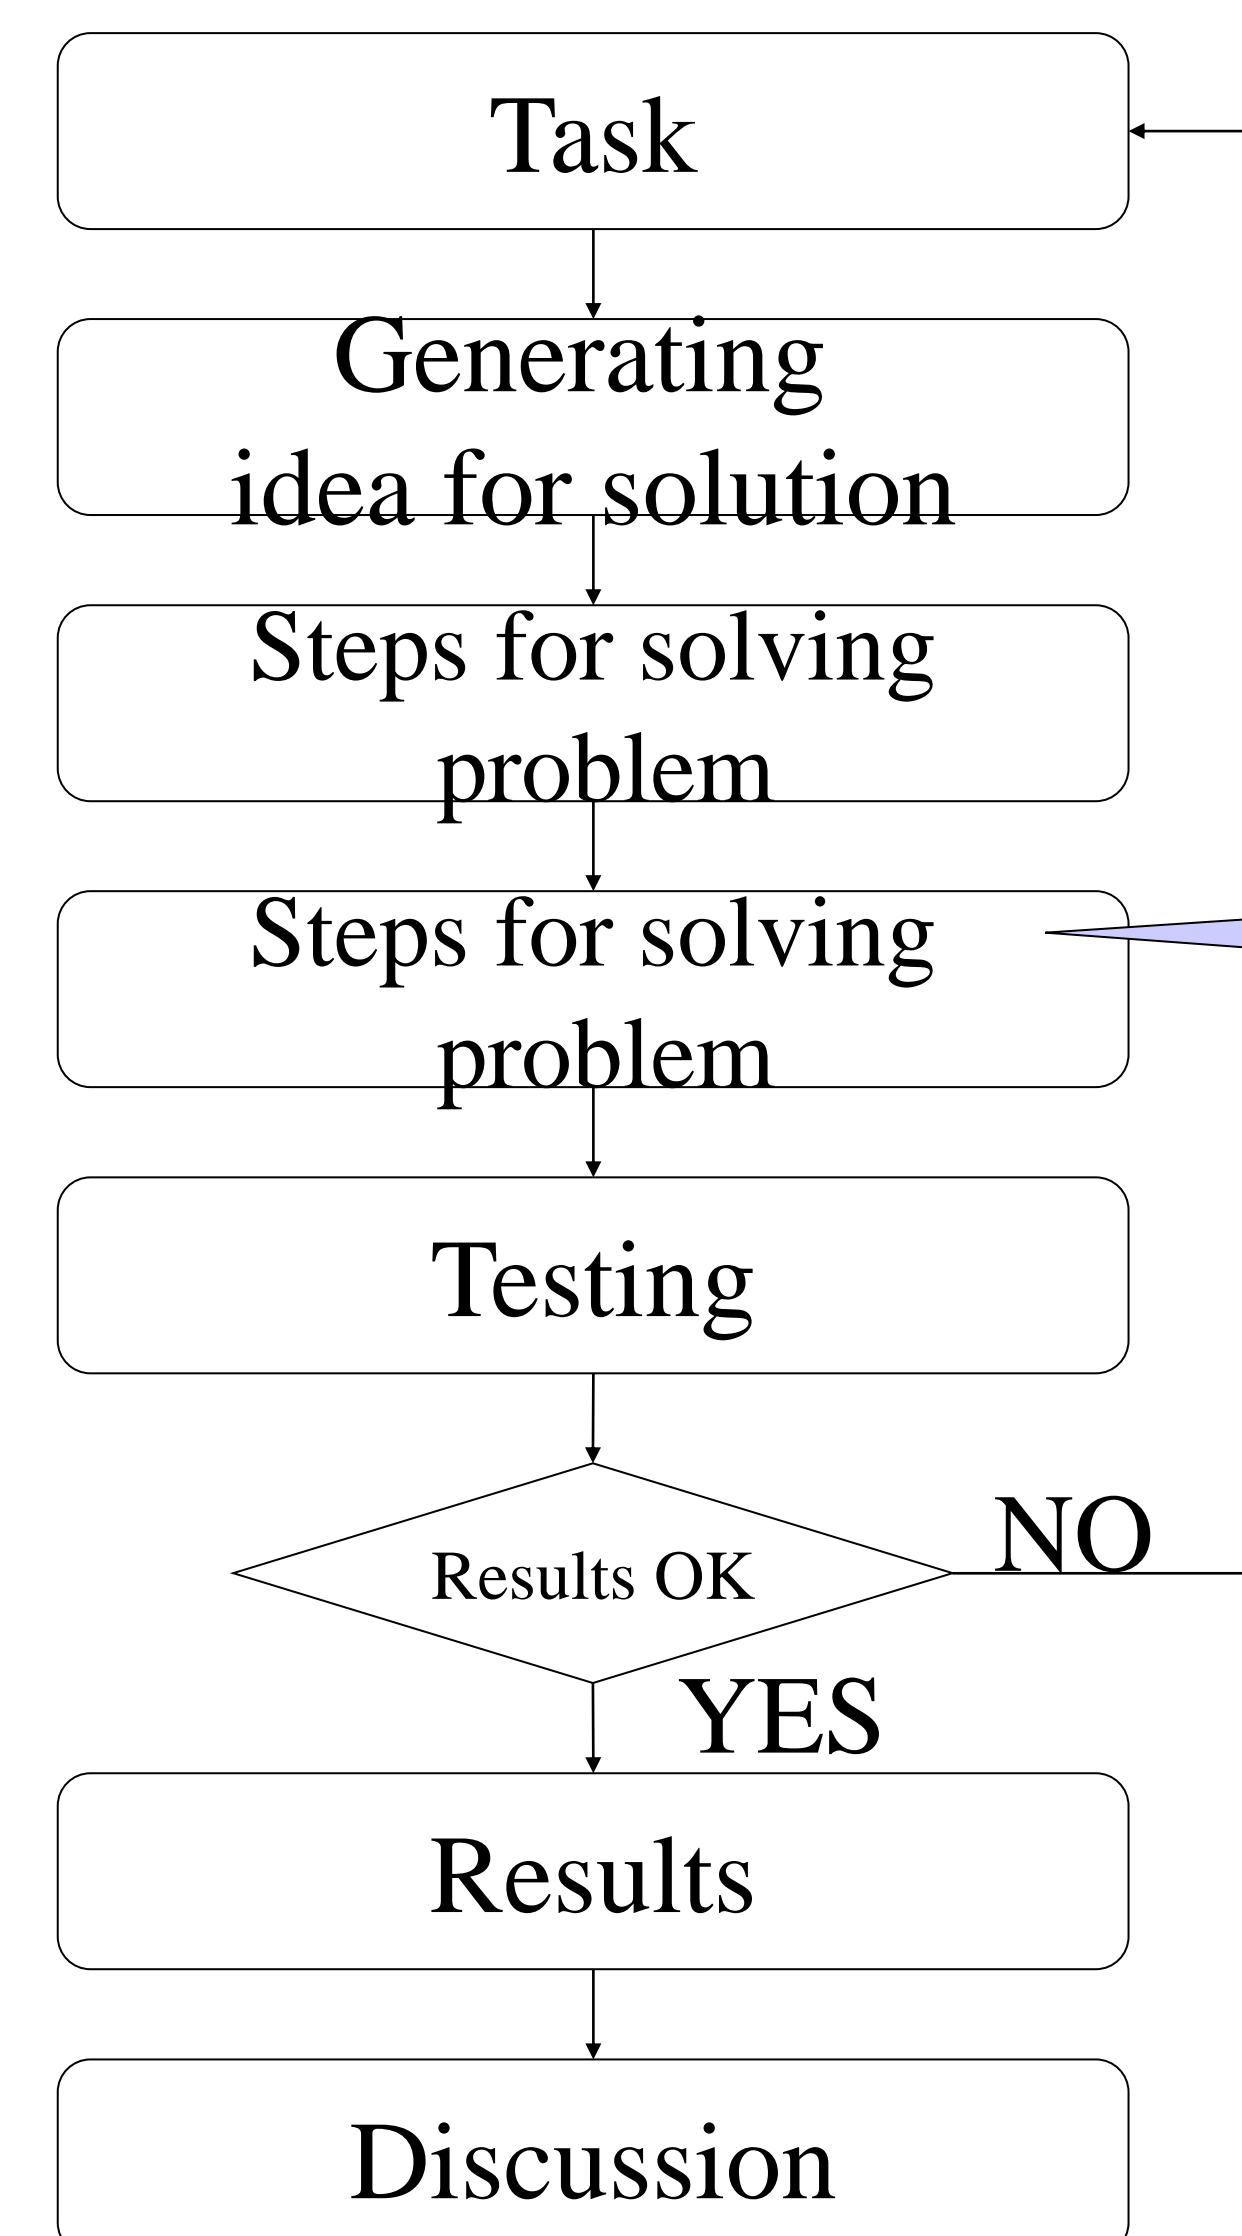 Task
Generating
idea for solution
Steps for solving
problem
Steps for solving
problem
Testing
Results OK
NO
YES
Results
Discussion